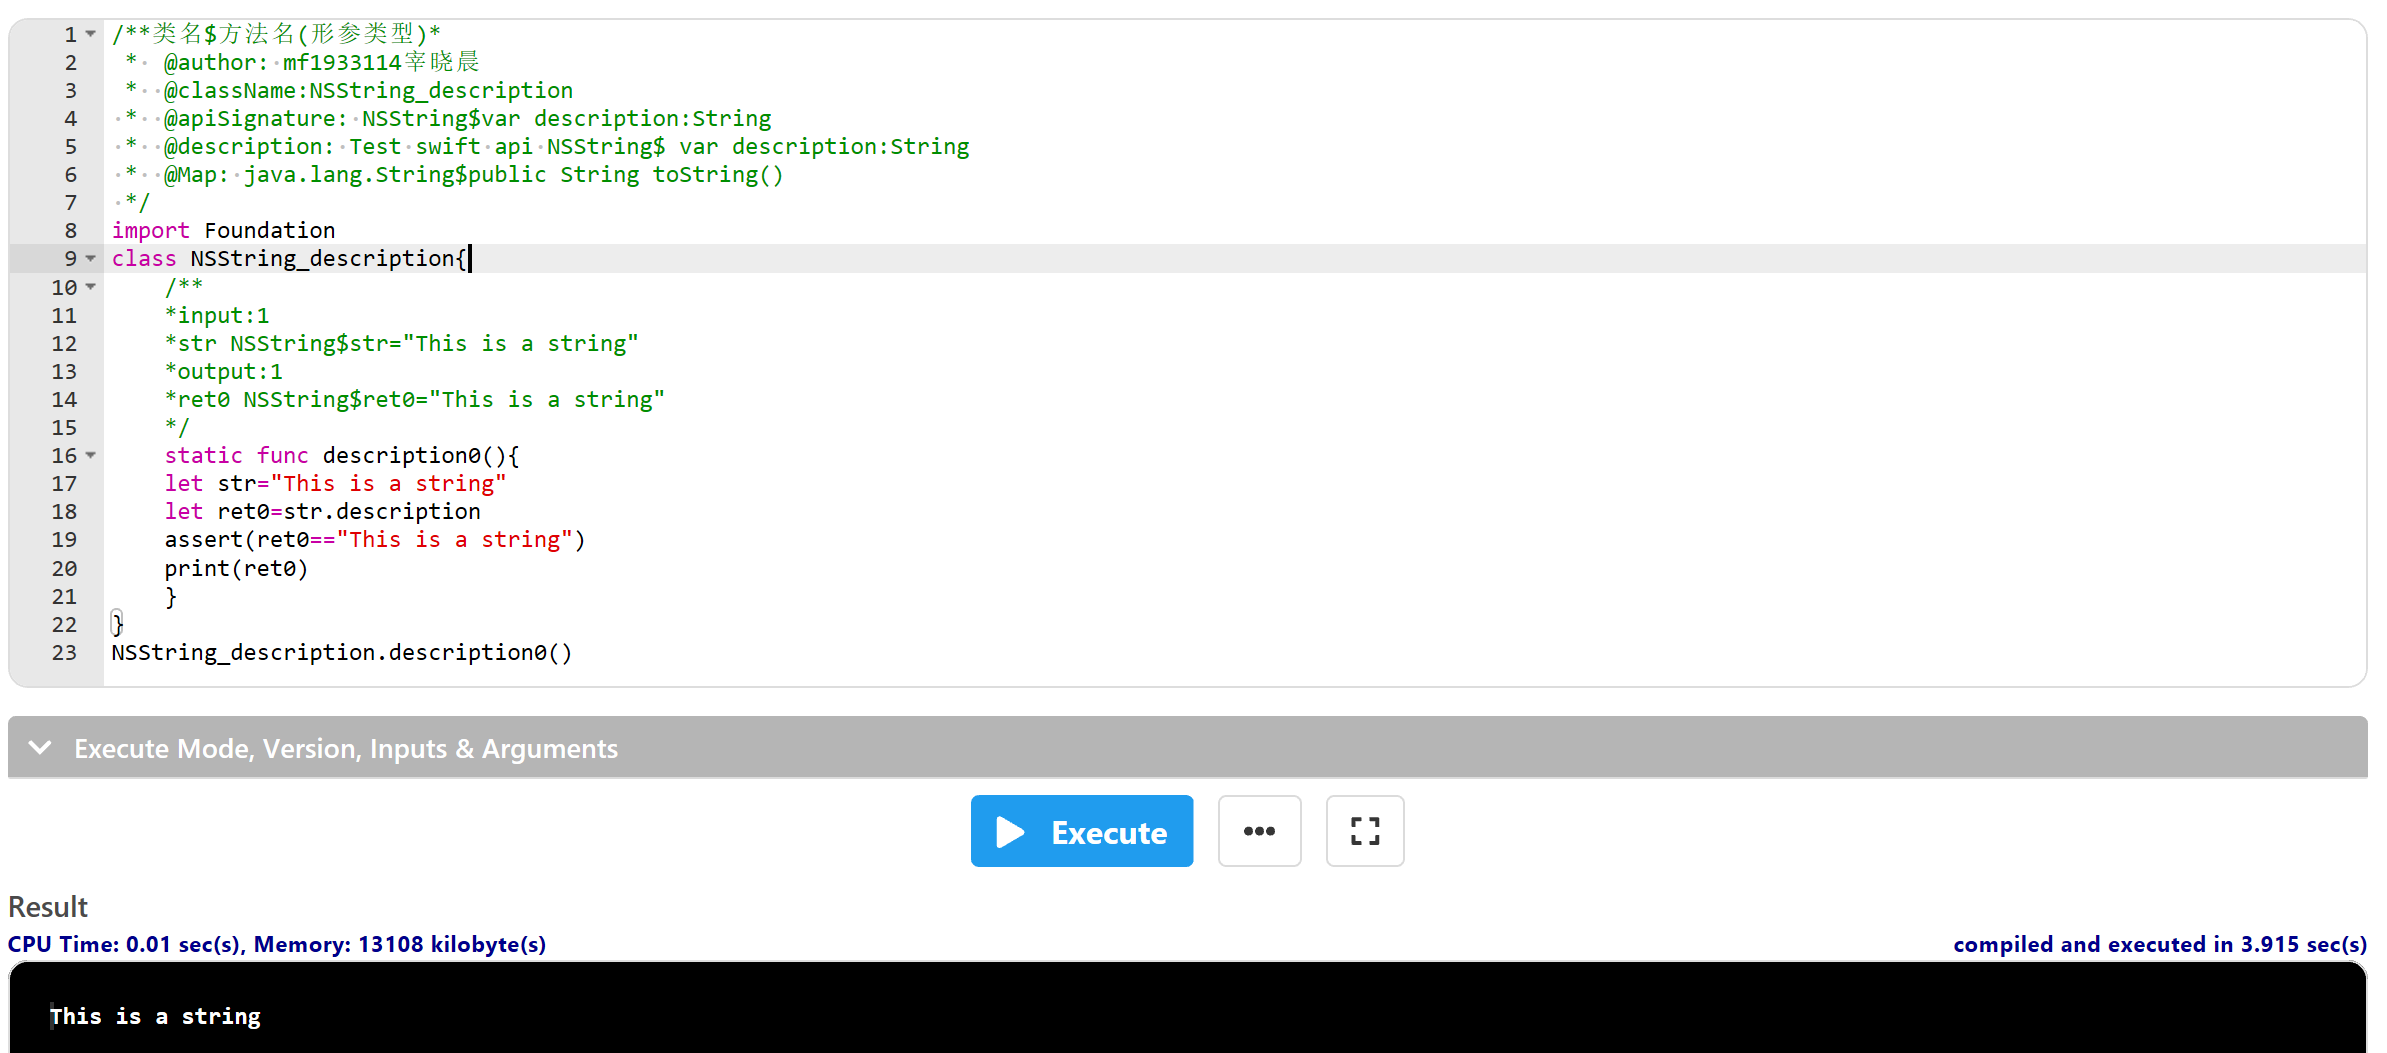 1 /**类名$方法名(形参类型)*
2 * @author: mf1933114宰晓晨
3 * @className:NSString_description
4 * @apiSignature: NSString$var description:String
5 * @description: Test swift api NSString$ var description:String
6 * @Map: java.lang.String$public String toString()
7 */
8 import Foundation
9 class NSString_description{
10 /**
11 *input:1
12 *str NSString$str="This is a string"
13 *output:1
14 *ret0 NSString$ret0="This is a string"
15 */
16 static func description0(){
17 let str="This is a string"
18 let ret0=str.description
19 assert(ret0=="This is a string")
20 print(ret0)
21 }
22 }
23 NSString_description.description0()
Execute Mode, Version, Inputs & Arguments
Execute
Result
CPU Time: 0.01 sec(s), Memory: 13108 kilobyte(s)
compiled and executed in 3.915 sec(s)
This is a string